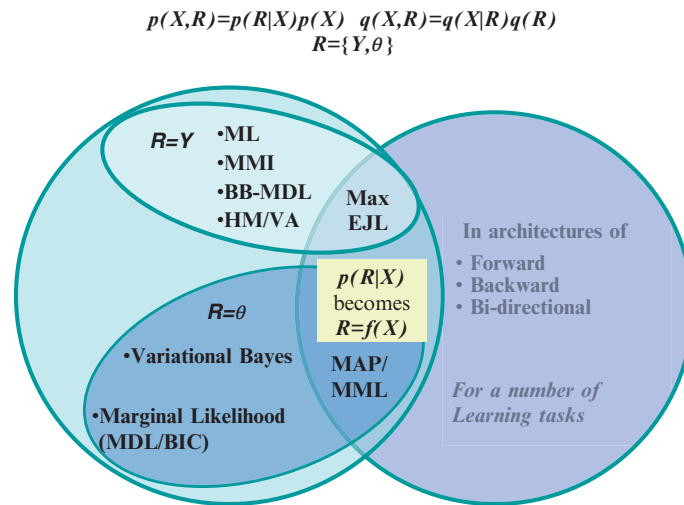 p(X,R)=p(R|X)p(X) q(X,R)=q(X|R)q(R)
R={Y,θ}
R=Y
•ML
•MMI
•BB-MDL
•HM/VA
Max
EJL
p(R|X)
becomes
R=f(X)
R=θ
•Variational Bayes
•Marginal Likelihood
(MDL/BIC)
MAP/
MML
In architectures of
• Forward
• Backward
• Bi-directional
For a number of
Learning tasks